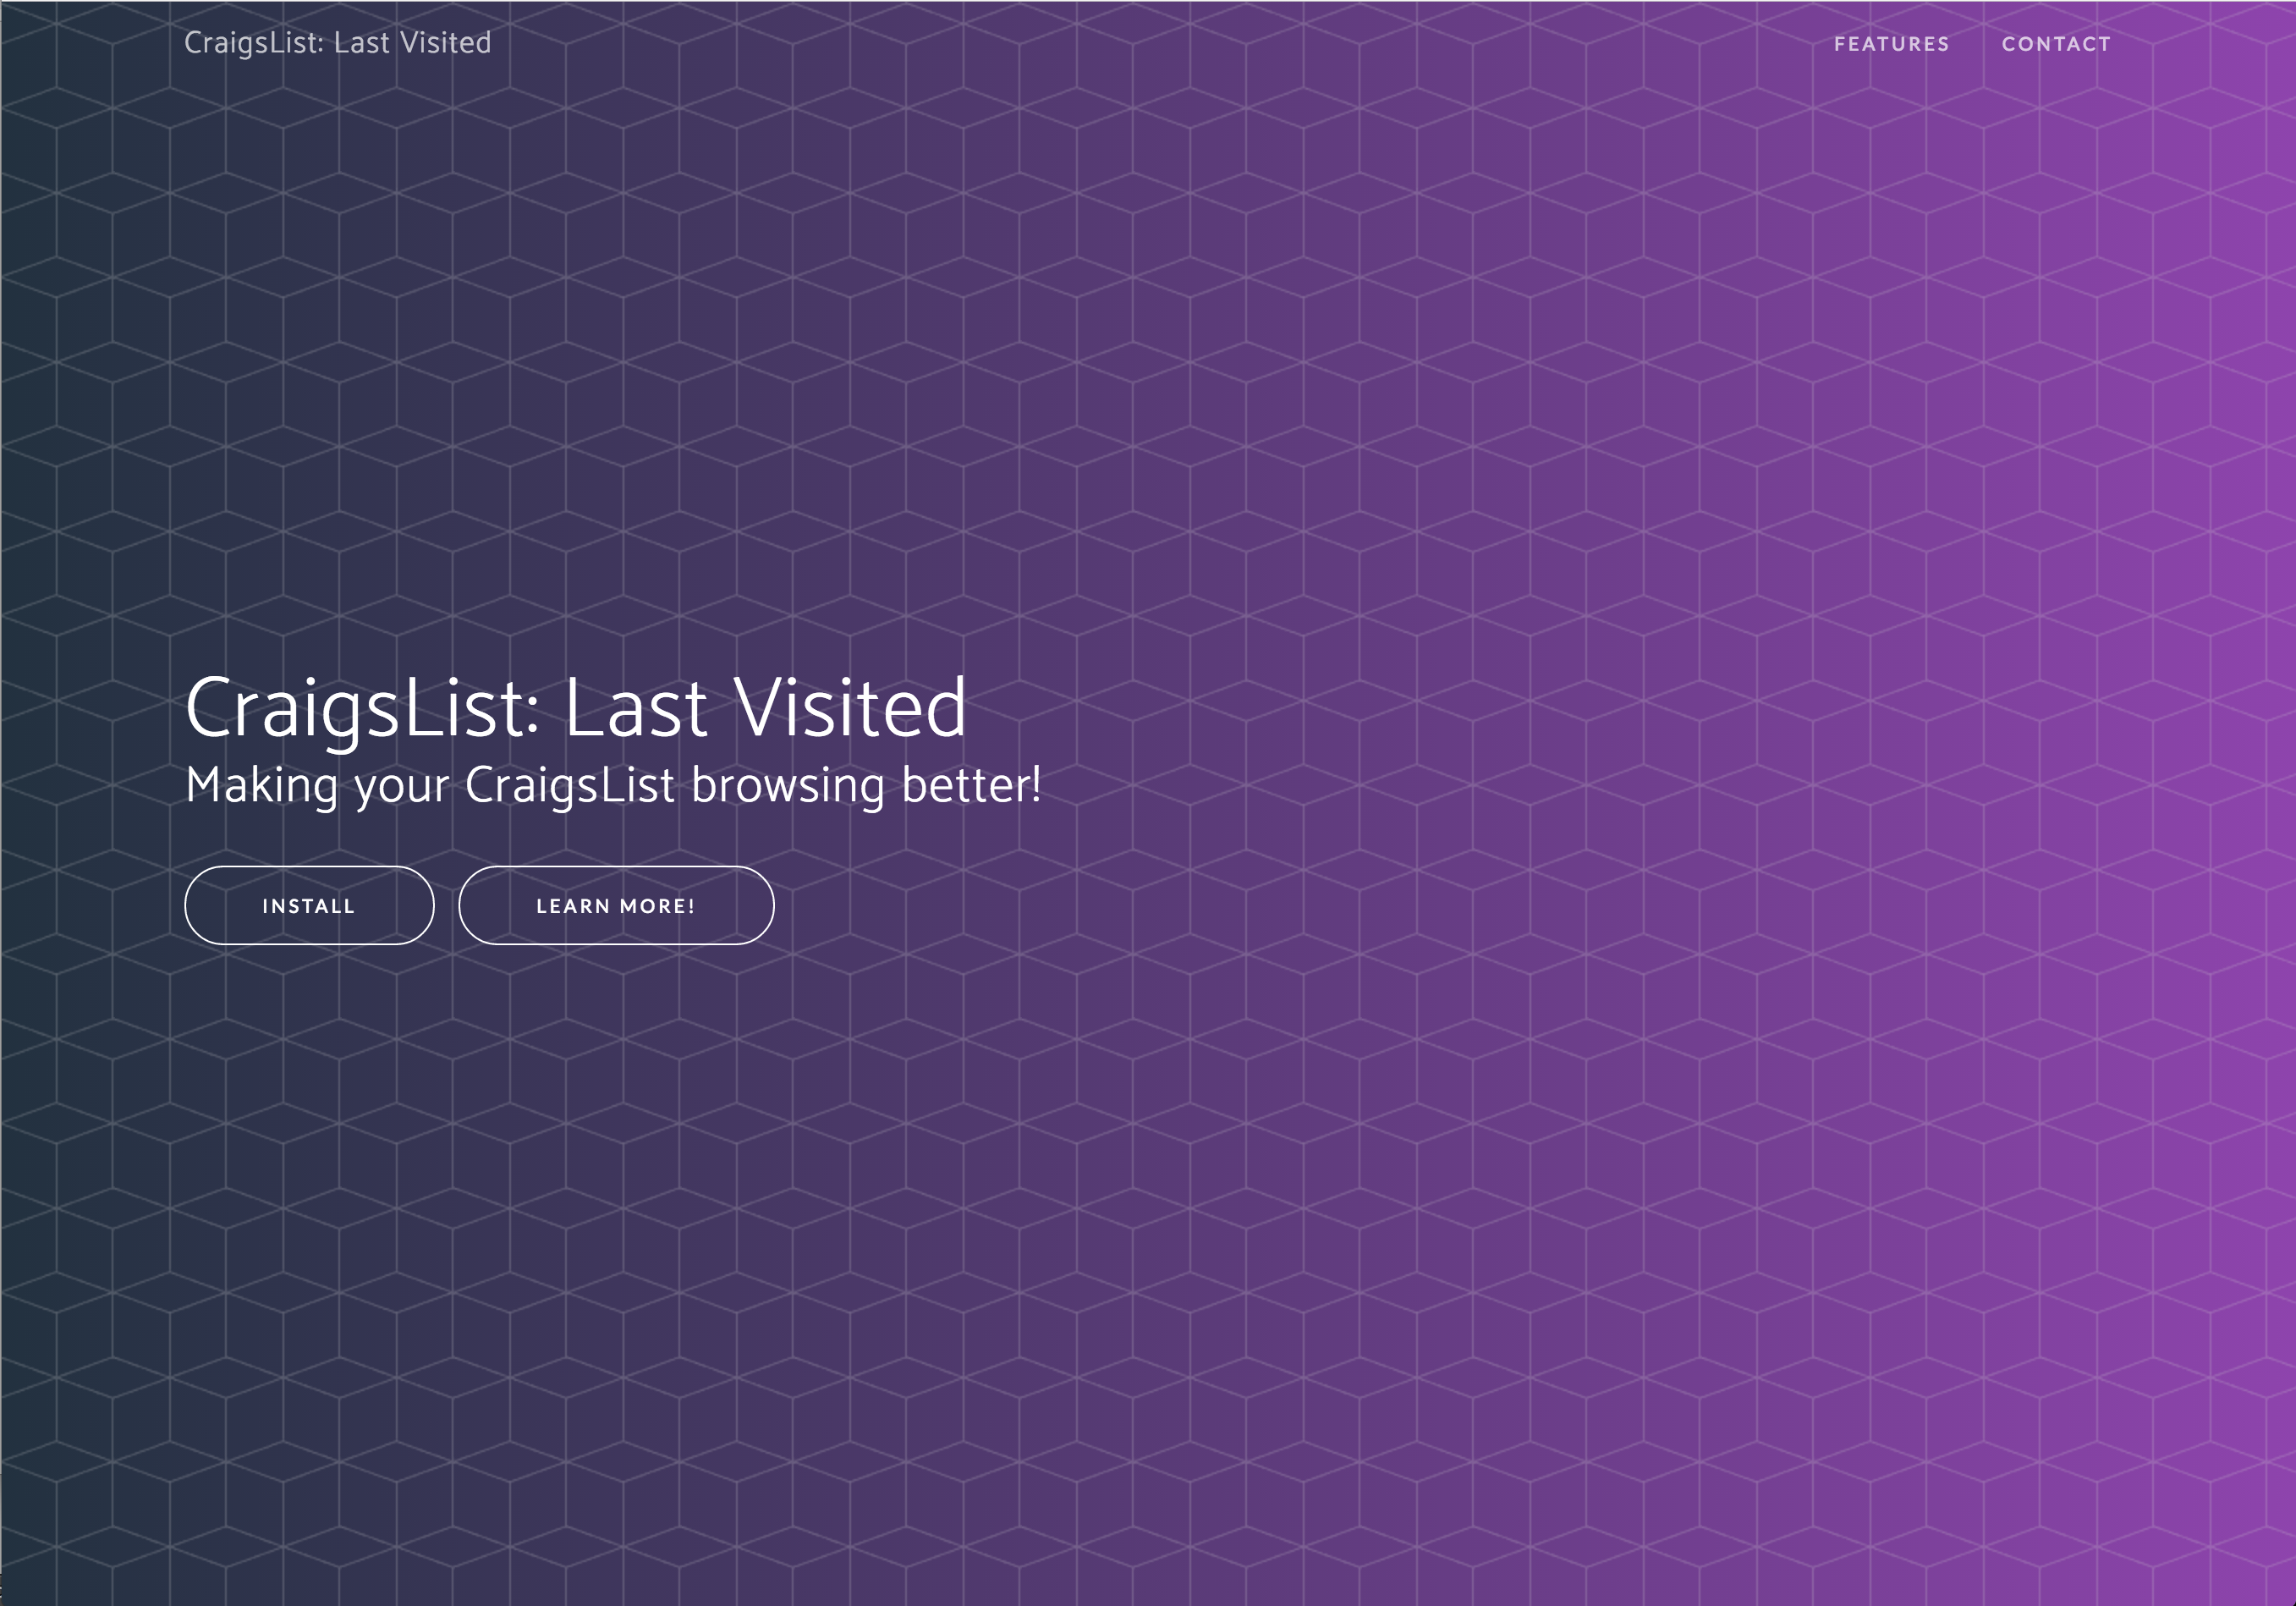 CraigsList: Last Visited
FEATURES CONTACT
CraigsList: Last Visited
Making your CraigsList browsing better!
INSTALL LEARN MORE!